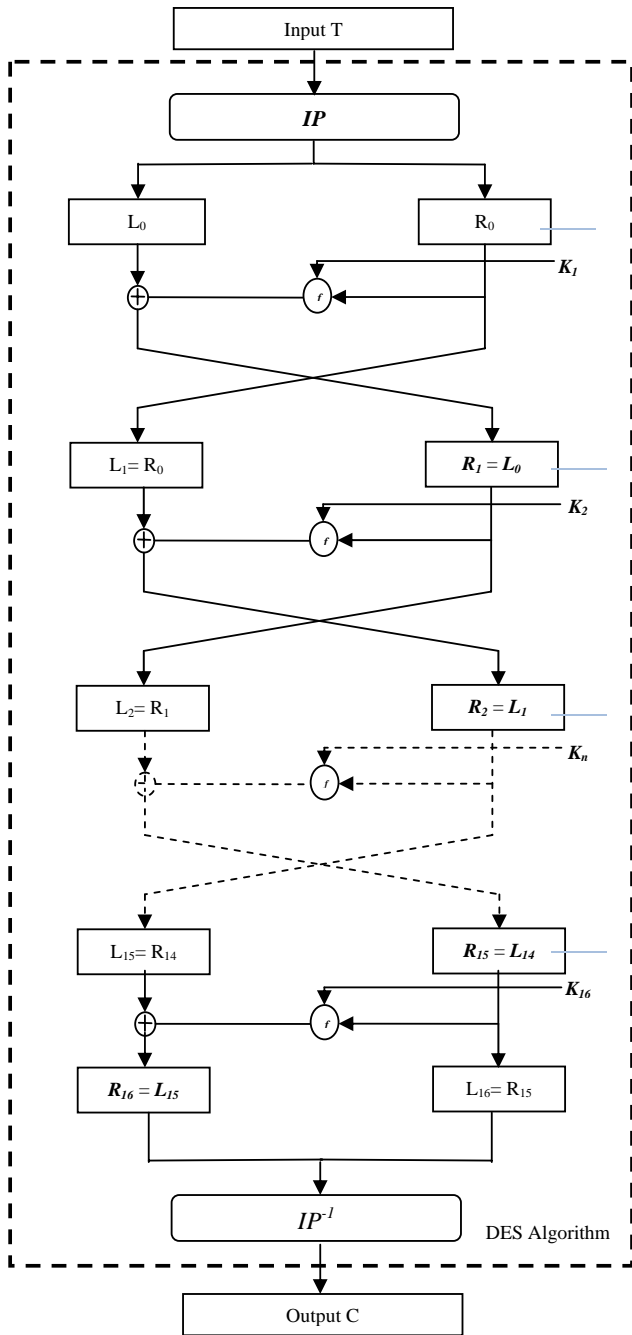 Input T
IP
L₀
R₀
K₁
f
L₁= R₀
R₁ = L₀
K₂
f
L₂= R₁
R₂ = L₁
Kₙ
f
L₁₅= R₁₄
R₁₅ = L₁₄
K₁₆
f
R₁₆ = L₁₅
L₁₆= R₁₅
IP⁻¹
DES Algorithm
Output C